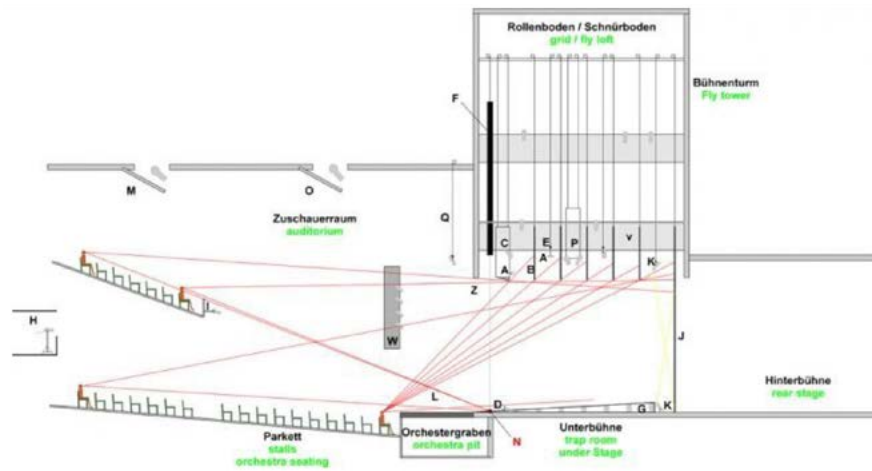 Rollenboden / Schnürboden
grid / fly loft
Bühnenturm
Fly tower
F
M
O
Q
Zuschauerraum
auditorium
C
E
P
v
A
B
A
K
Z
I
H
W
J
L
D
G
K
Hinterbühne
rear stage
Parkett
stalls
orchestra seating
Orchestergraben
orchestra pit
N
Unterbühne
trap room
under Stage